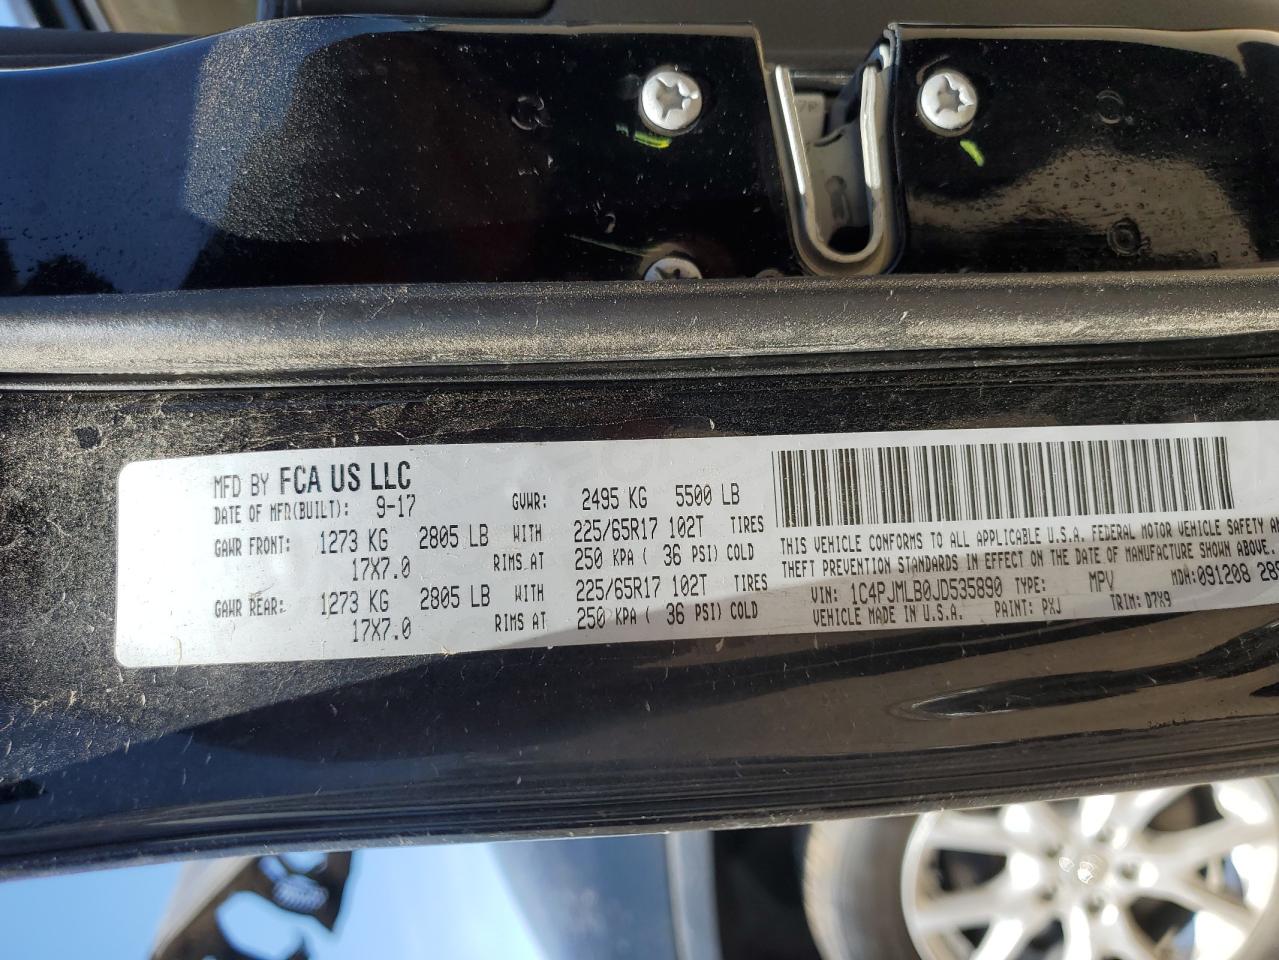 MFD BY FCA US LLC
DATE OF MFR(BUILT): 9-17 GVWR: 2495 KG 5500 LB
GAWR FRONT: 1273 KG 2805 LB WITH 225/65R17 102T TIRES
17X7.0 RIMS AT 250 KPA ( 36 PSI) COLD
GAWR REAR: 1273 KG 2805 LB WITH 225/65R17 102T TIRES
17X7.0 RIMS AT 250 KPA ( 36 PSI) COLD
THIS VEHICLE CONFORMS TO ALL APPLICABLE U.S.A. FEDERAL MOTOR VEHICLE SAFETY
THEFT PREVENTION STANDARDS IN EFFECT ON THE DATE OF MANUFACTURE SHOWN ABOVE.
VIN: 1C4PJMLB0JD535890 TYPE: MPV MDH: 091208
VEHICLE MADE IN U.S.A. PAINT: PXJ TRIM: D7X9